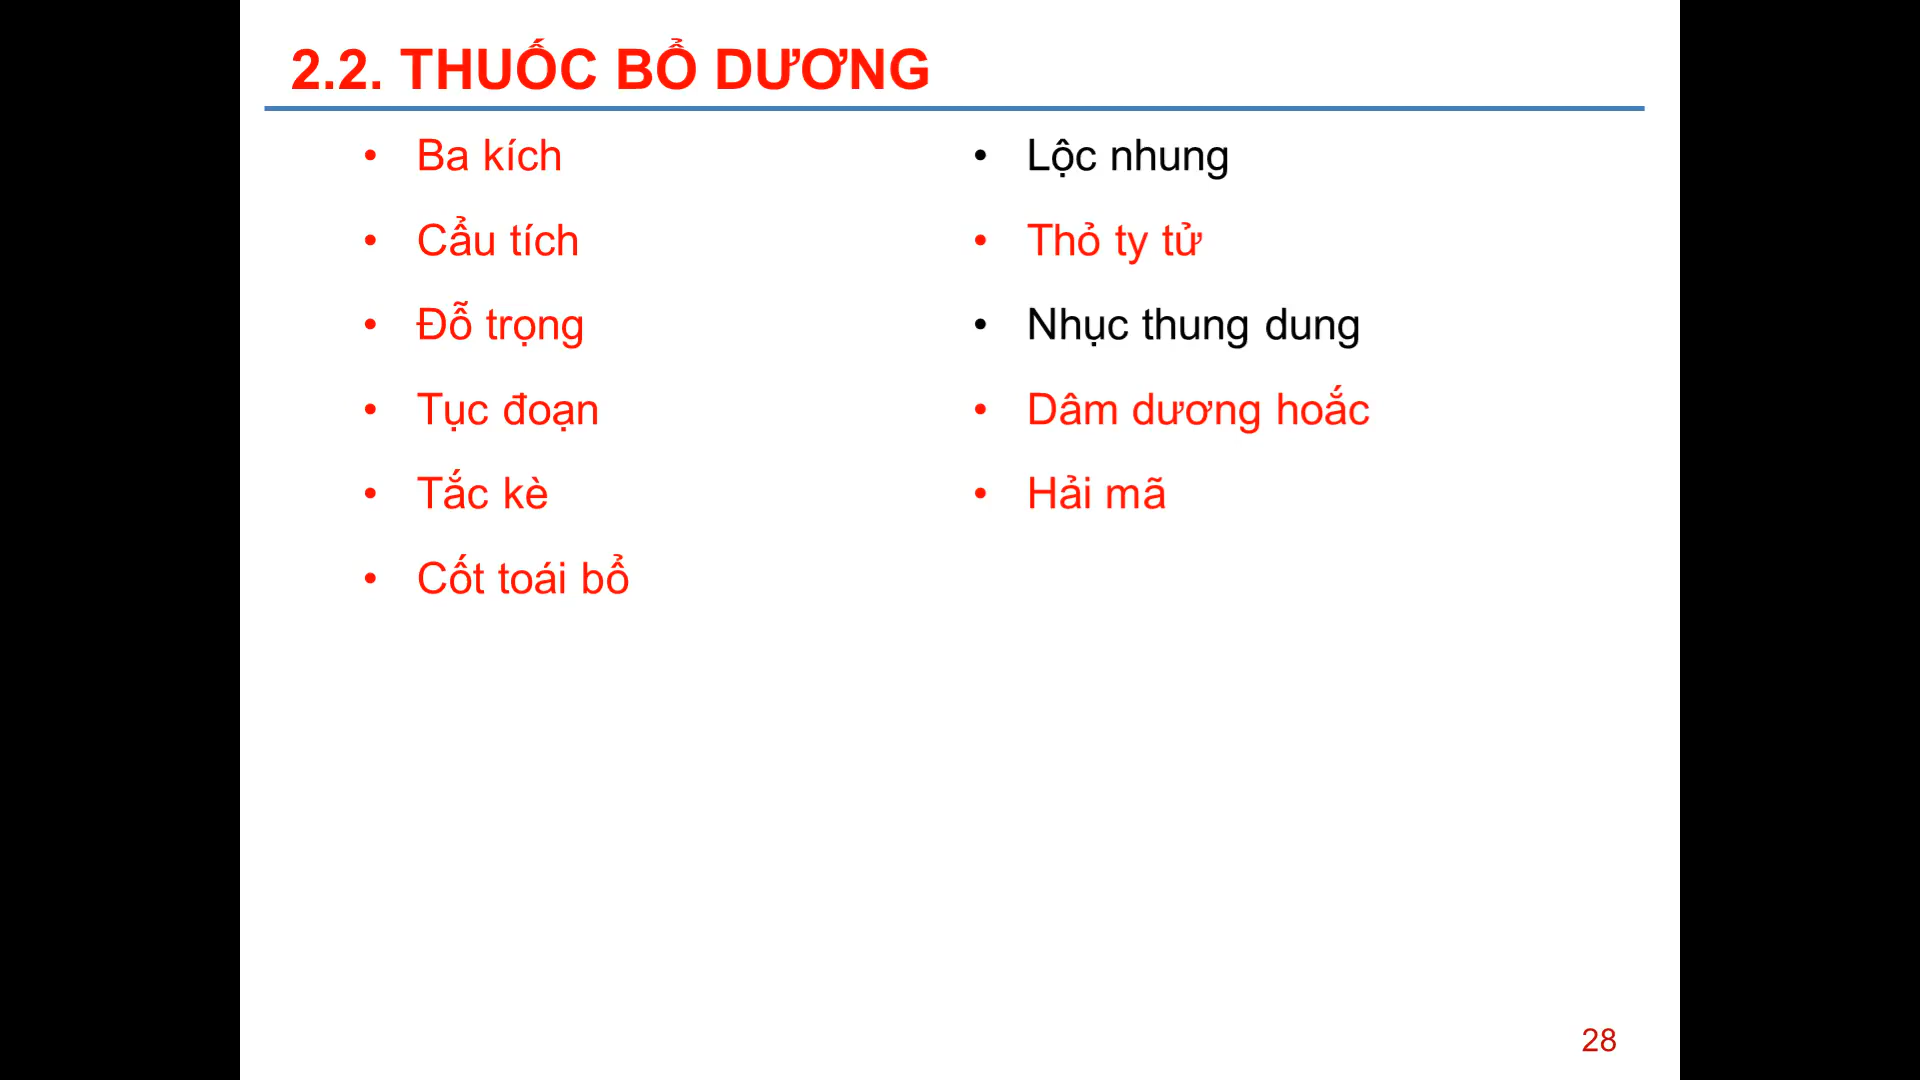 2.2. THUỐC BỔ DƯƠNG
• Ba kích
• Cẩu tích
• Đỗ trọng
• Tục đoạn
• Tắc kè
• Cốt toái bổ
• Lộc nhung
• Thỏ ty tử
• Nhục thung dung
• Dâm dương hoắc
• Hải mã
28